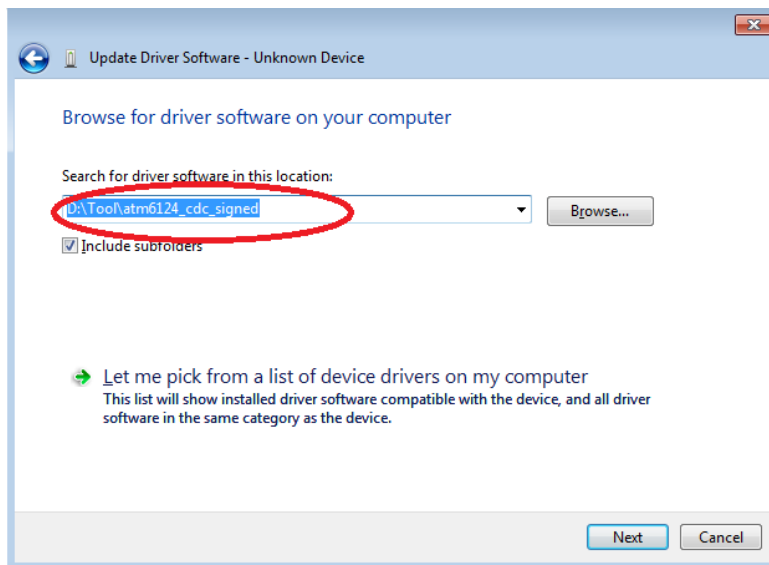 Update Driver Software - Unknown Device
Browse for driver software on your computer
Search for driver software in this location:
D:\Tool\atm6124_cdc_signed
Browse...
Include subfolders
Let me pick from a list of device drivers on my computer
This list will show installed driver software compatible with the device, and all driver
software in the same category as the device.
Next
Cancel